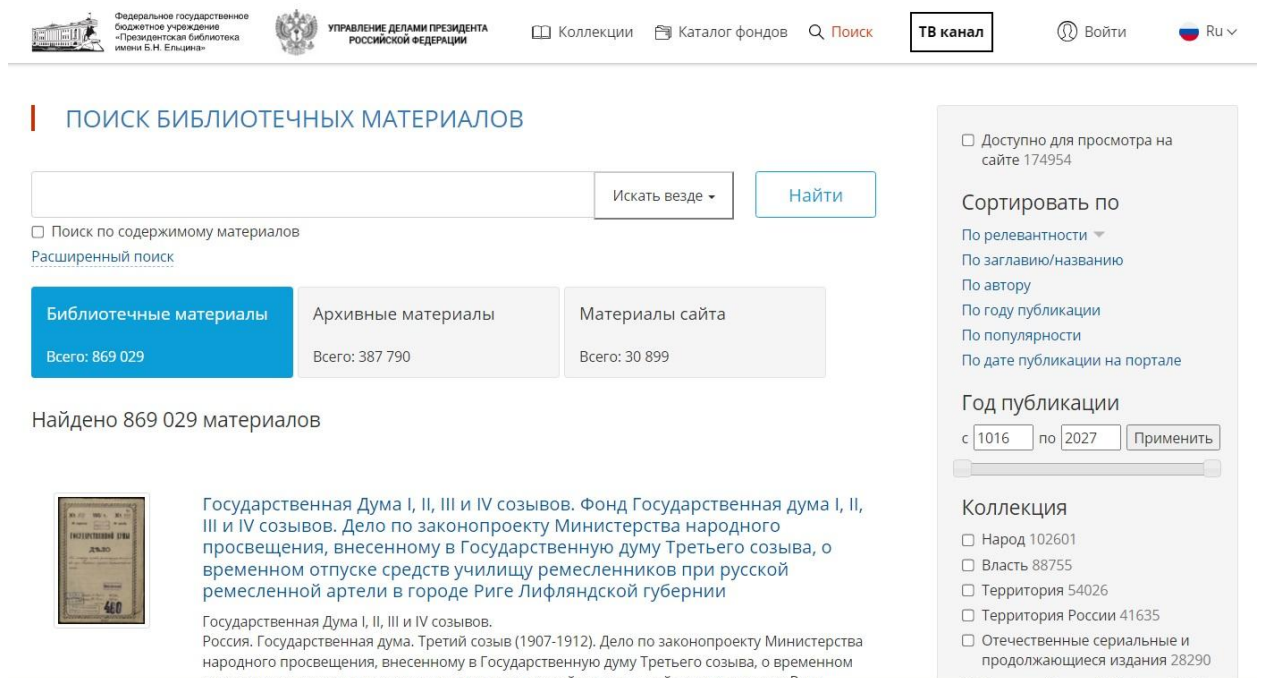 Федеральное государственное
бюджетное учреждение
«Президентская библиотека
имени Б.Н. Ельцина»
УПРАВЛЕНИЕ ДЕЛАМИ ПРЕЗИДЕНТА
РОССИЙСКОЙ ФЕДЕРАЦИИ
Коллекции
Каталог фондов
Поиск
ТВ канал
Войти
Ru
ПОИСК БИБЛИОТЕЧНЫХ МАТЕРИАЛОВ
Искать везде
Найти
Поиск по содержимому материалов
Расширенный поиск
Библиотечные материалы
Всего: 869 029
Архивные материалы
Всего: 387 790
Материалы сайта
Всего: 30 899
Найдено 869 029 материалов
ГОСУДАРСТВЕННОЙ ДУМЫ
ДѢЛО
460
Государственная Дума I, II, III и IV созывов. Фонд Государственная дума I, II,
III и IV созывов. Дело по законопроекту Министерства народного
просвещения, внесенному в Государственную думу Третьего созыва, о
временном отпуске средств училищу ремесленников при русской
ремесленной артели в городе Риге Лифляндской губернии
Государственная Дума I, II, III и IV созывов.
Россия. Государственная дума. Третий созыв (1907-1912). Дело по законопроекту Министерства
народного просвещения, внесенному в Государственную думу Третьего созыва, о временном
Доступно для просмотра на
сайте 174954
Сортировать по
По релевантности
По заглавию/названию
По автору
По году публикации
По популярности
По дате публикации на портале
Год публикации
с 1016 по 2027 Применить
Коллекция
Народ 102601
Власть 88755
Территория 54026
Территория России 41635
Отечественные сериальные и
продолжающиеся издания 28290